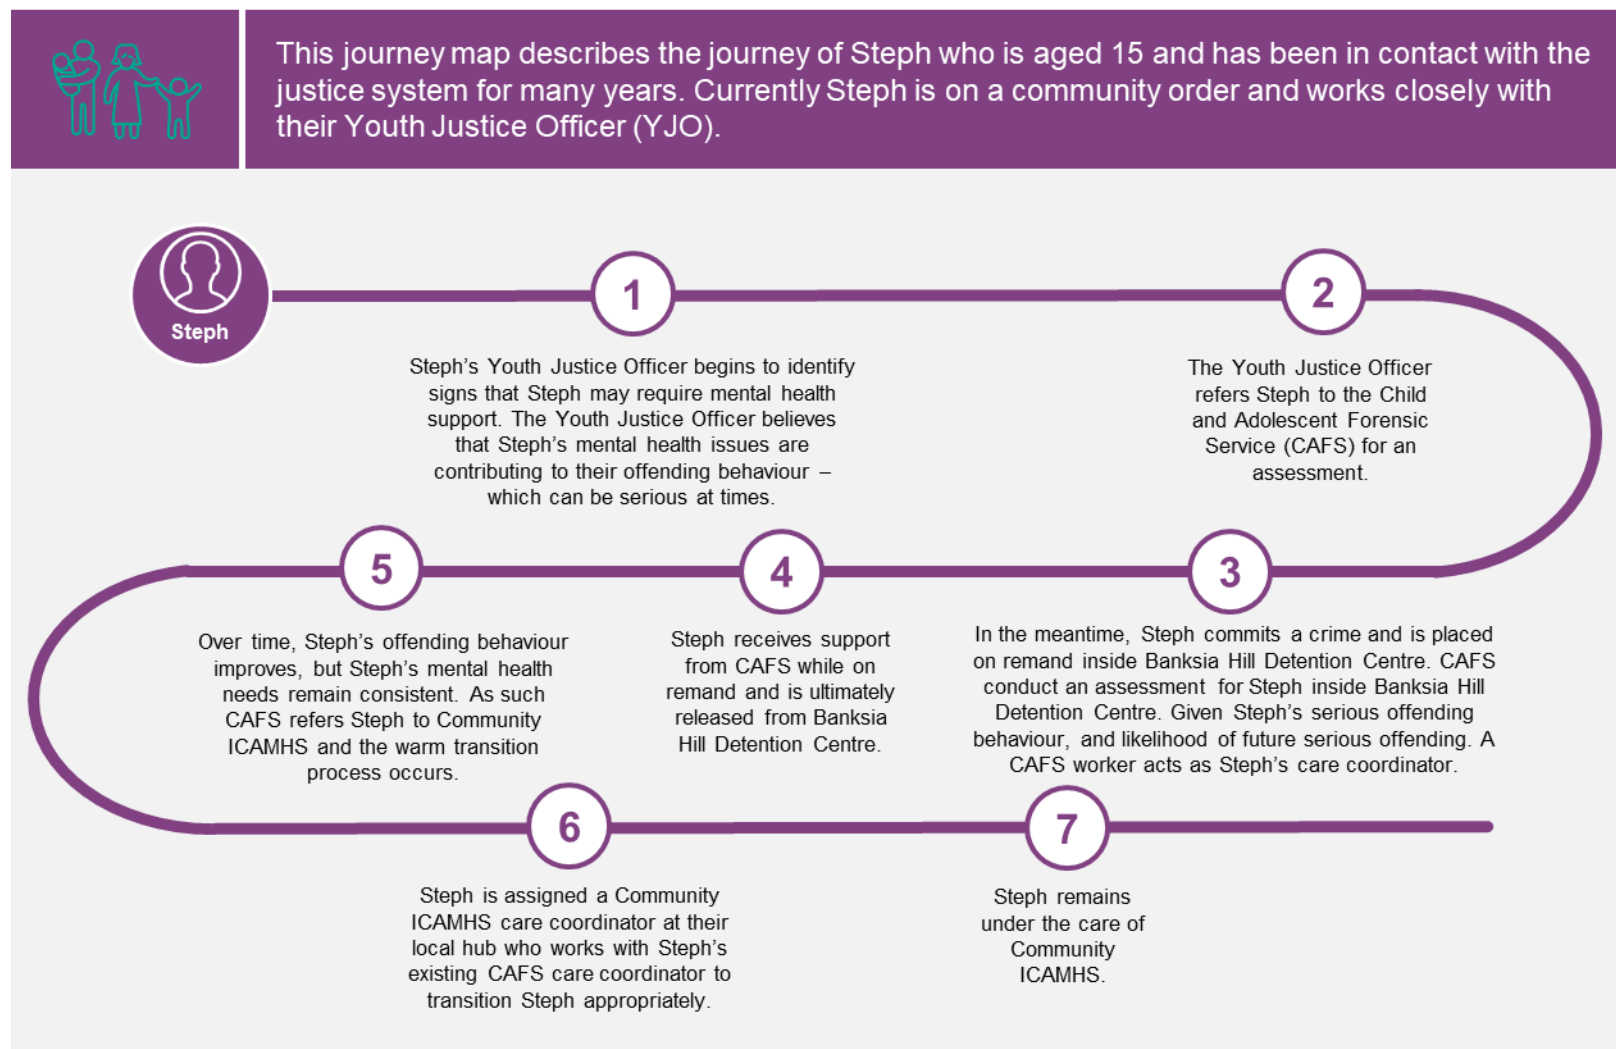 This journey map describes the journey of Steph who is aged 15 and has been in contact with the
justice system for many years. Currently Steph is on a community order and works closely with
their Youth Justice Officer (YJO).
Steph
1
Steph's Youth Justice Officer begins to identify
signs that Steph may require mental health
support. The Youth Justice Officer believes
that Steph's mental health issues are
contributing to their offending behaviour –
which can be serious at times.
2
The Youth Justice Officer
refers Steph to the Child
and Adolescent Forensic
Service (CAFS) for an
assessment.
3
In the meantime, Steph commits a crime and is placed
on remand inside Banksia Hill Detention Centre. CAFS
conduct an assessment for Steph inside Banksia Hill
Detention Centre. Given Steph's serious offending
behaviour, and likelihood of future serious offending. A
CAFS worker acts as Steph's care coordinator.
4
Steph receives support
from CAFS while on
remand and is ultimately
released from Banksia
Hill Detention Centre.
5
Over time, Steph's offending behaviour
improves, but Steph's mental health
needs remain consistent. As such
CAFS refers Steph to Community
ICAMHS and the warm transition
process occurs.
6
Steph is assigned a Community
ICAMHS care coordinator at their
local hub who works with Steph's
existing CAFS care coordinator to
transition Steph appropriately.
7
Steph remains
under the care of
Community
ICAMHS.